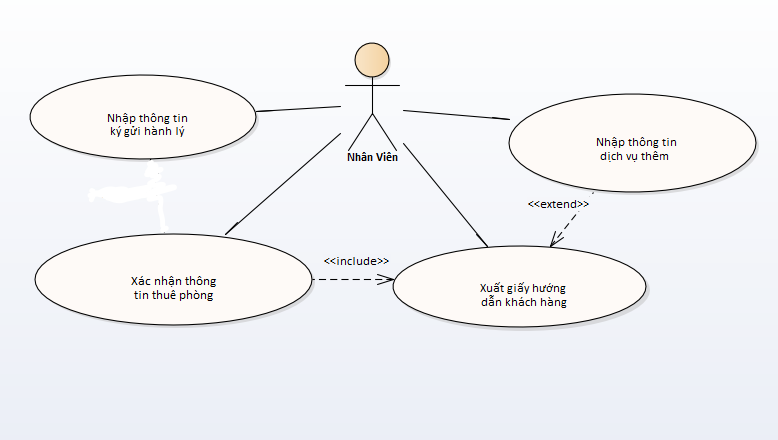 Nhập thông tin
ký gửi hành lý
Nhân Viên
Nhập thông tin
dịch vụ thêm
<<extend>>
<<include>>
Xác nhận thông
tin thuê phòng
Xuất giấy hướng
dẫn khách hàng